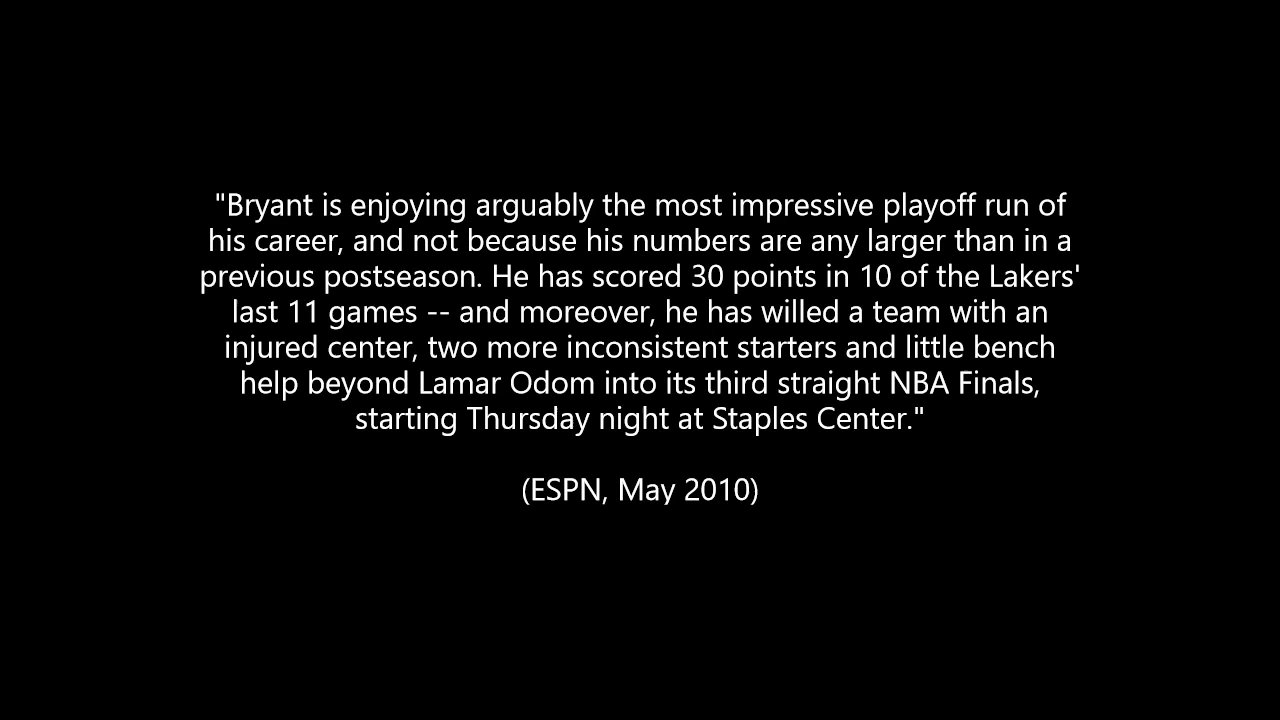 "Bryant is enjoying arguably the most impressive playoff run of
his career, and not because his numbers are any larger than in a
previous postseason. He has scored 30 points in 10 of the Lakers'
last 11 games -- and moreover, he has willed a team with an
injured center, two more inconsistent starters and little bench
help beyond Lamar Odom into its third straight NBA Finals,
starting Thursday night at Staples Center."
(ESPN, May 2010)